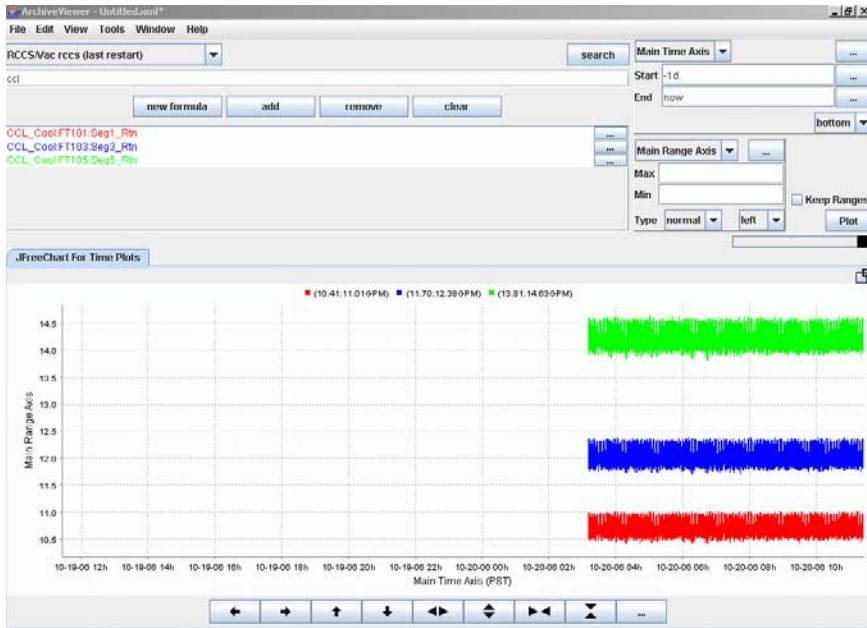 ArchiveViewer - Untitled.xml*
File Edit View Tools Window Help
RCCS/Vac rccs (last restart)
search
ccl
new formula add remove clear
CCL_Cool:FT101:Seg1_Rtn ...
CCL_Cool:FT103:Seg3_Rtn ...
CCL_Cool:FT105:Seg5_Rtn ...
Main Time Axis ...
Start -1d ...
End now ...
bottom
Main Range Axis ...
Max
Min
Keep Ranges
Type normal left Plot
JFreeChart For Time Plots
(10.41:11.01GPM) (11.70:12.38GPM) (13.81:14.63GPM)
Main Range Axis
14.5
14.0
13.5
13.0
12.5
12.0
11.5
11.0
10.5
10-19-06 12h 10-19-06 14h 10-19-06 16h 10-19-06 18h 10-19-06 20h 10-19-06 22h 10-20-06 00h 10-20-06 02h 10-20-06 04h 10-20-06 06h 10-20-06 08h 10-20-06 10h
Main Time Axis (PST)
...